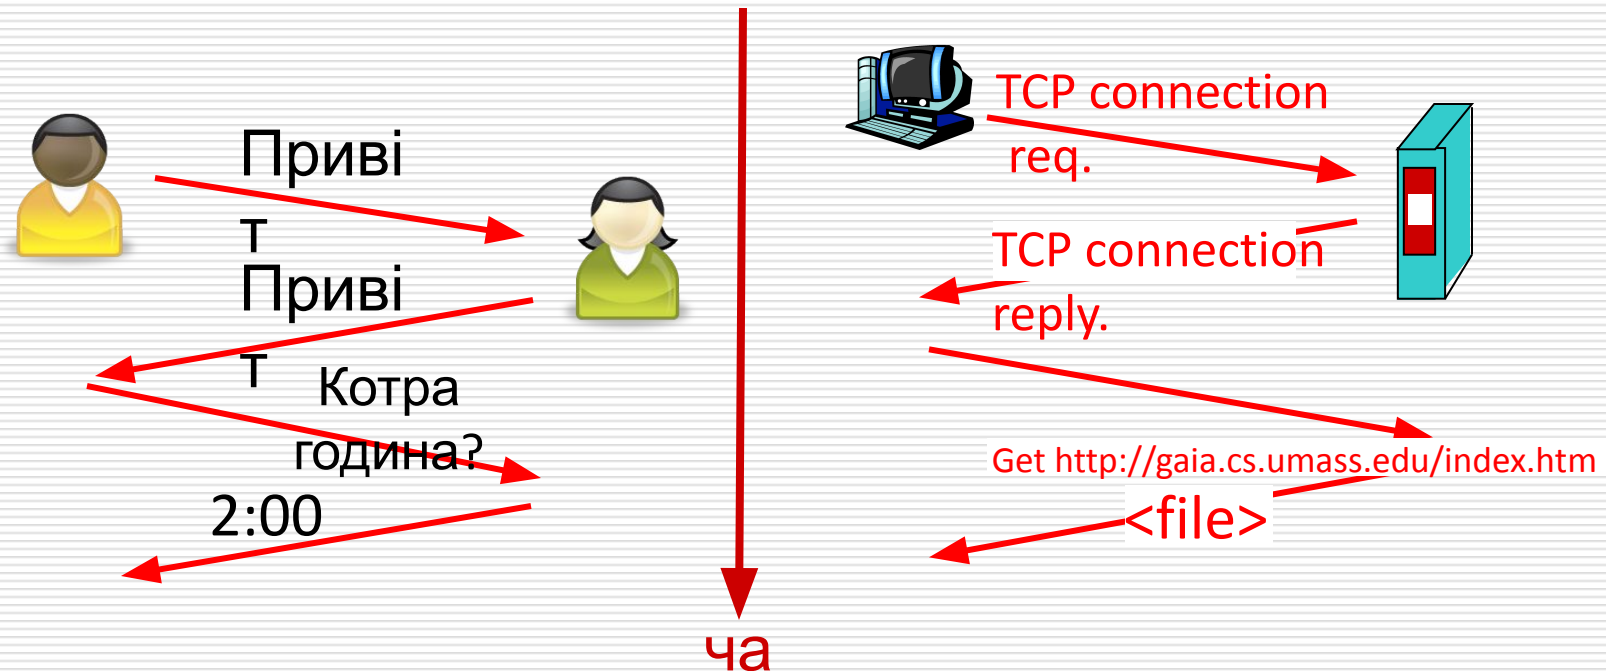 Приві
т
Приві
т
Котра
година?
2:00
ча
TCP connection
req.
TCP connection
reply.
Get http://gaia.cs.umass.edu/index.htm
<file>